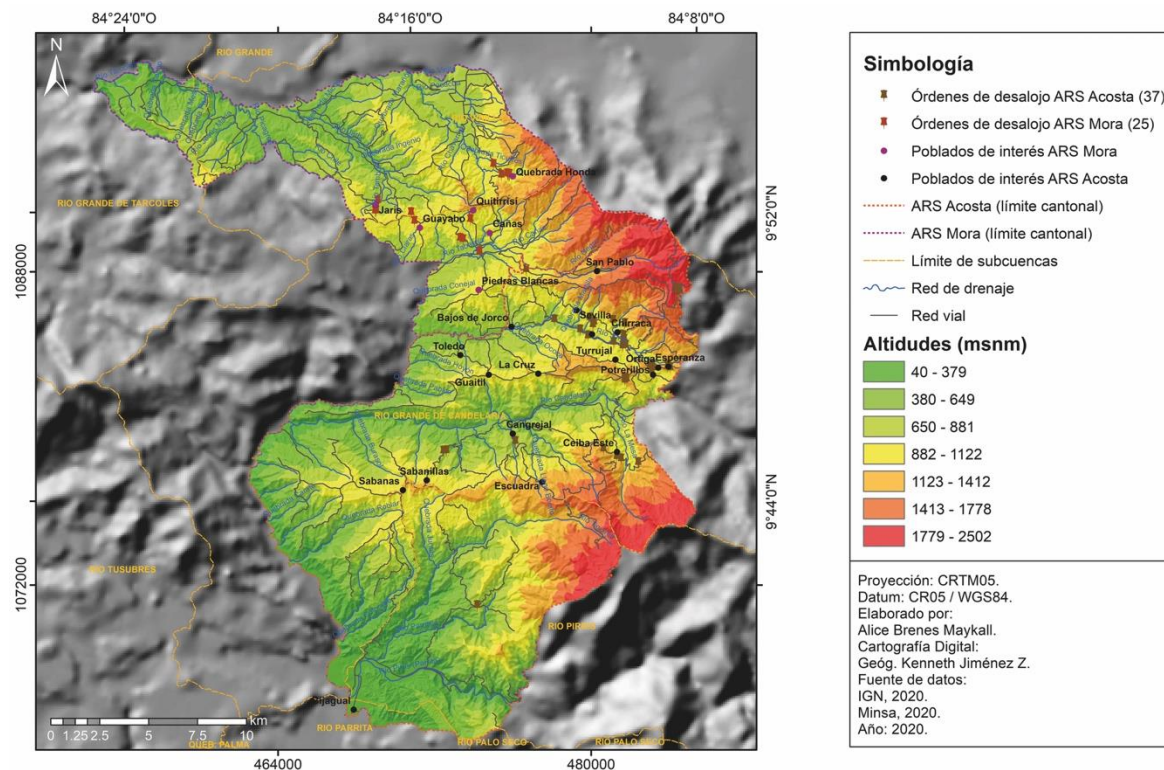 84°24'0"O
84°16'0"O
84°8'0"O
N
RIO GRANDE
RIO GRANDE DE TARCOLES
Quebrada Honda
Jaris
Quitirrisí
Guayabo
Cañas
9°52'0"N
1088000
San Pablo
Quebrada Conejal
Piedras Blancas
Bajos de Jorco
Sevilla
Chirraca
Toledo
Turrujal
Ortiga
Esperanza
La Cruz
Potrerillos
Guaitil
RIO GRANDE DE CANDELARIA
Cangrejal
Ceiba Este
Sabanillas
Sabanas
Escuadra
9°44'0"N
RIO TUSUBRES
1072000
0 1.25 2.5 5 7.5 10
km
RIO PARRITA
QUEB. PALMA
RIO PALO SECO
RIO PALO SECO
464000
480000
Simbología
Órdenes de desalojo ARS Acosta (37)
Órdenes de desalojo ARS Mora (25)
Poblados de interés ARS Mora
Poblados de interés ARS Acosta
ARS Acosta (límite cantonal)
ARS Mora (límite cantonal)
Límite de subcuencas
Red de drenaje
Red vial
Altidudes (msnm)
40 - 379
380 - 649
650 - 881
882 - 1122
1123 - 1412
1413 - 1778
1779 - 2502
Proyección: CRTM05.
Datum: CR05 / WGS84.
Elaborado por:
Alice Brenes Maykall.
Cartografía Digital:
Geóg. Kenneth Jiménez Z.
Fuente de datos:
IGN, 2020.
Minsa, 2020.
Año: 2020.